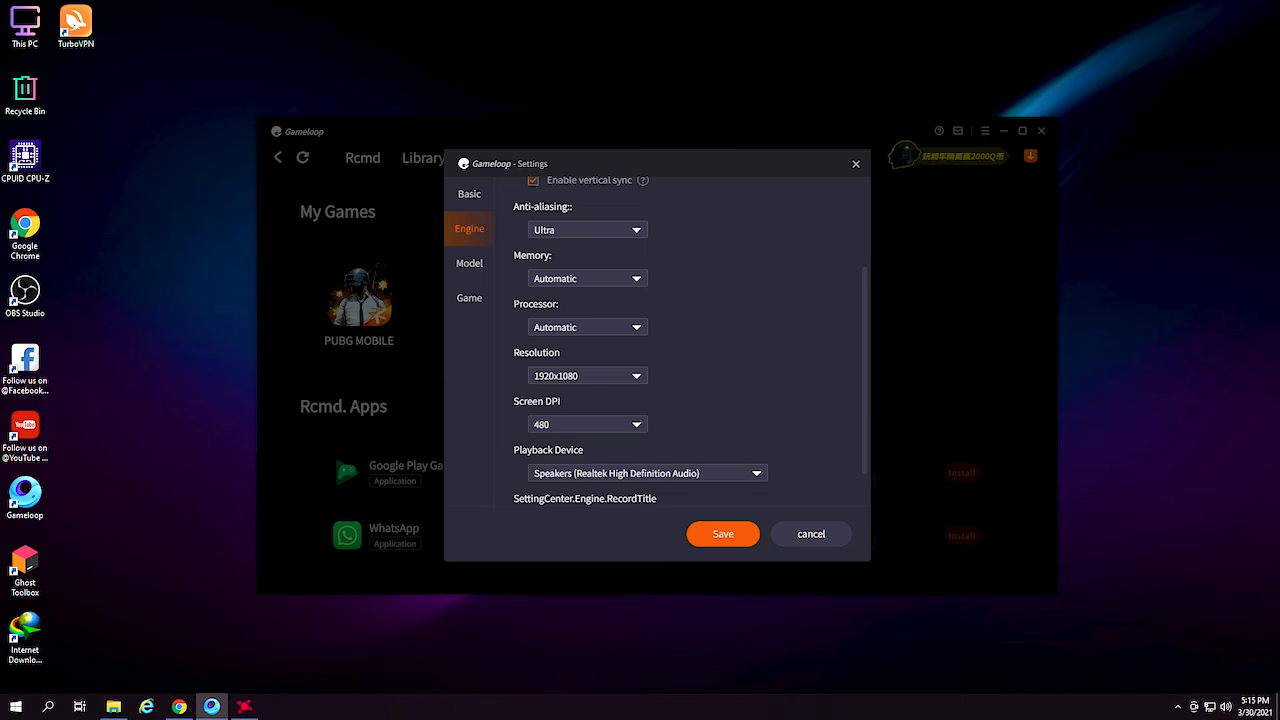 This PC
TurboVPN
Recycle Bin
CPUID CPU-Z
Google
Chrome
OBS Studio
Follow us on
@Facebook...
Follow us on
@YouTube ...
Gameloop
Ghost
Toolbox
Internet
Downlo...
Gameloop
Rcmd
Library
My Games
PUBG MOBILE
Rcmd. Apps
Google Play Ga
Application
Install
WhatsApp
Application
Install
Gameloop - Settings
Basic
Engine
Model
Game
Enable vertical sync (?)
Anti-aliasing::
Ultra
Memory:
Automatic
Processor:
Automatic
Resolution
1920x1080
Screen DPI
480
Playback Device
Speakers (Realtek High Definition Audio)
SettingCenter.Engine.RecordTitle
Save
cancel
5:15 PM
3/30/2021